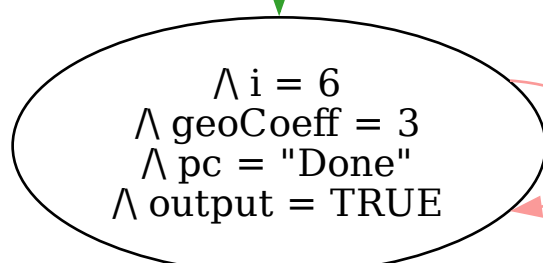 /\ i = 6
/\ geoCoeff = 3
/\ pc = "Done"
/\ output = TRUE